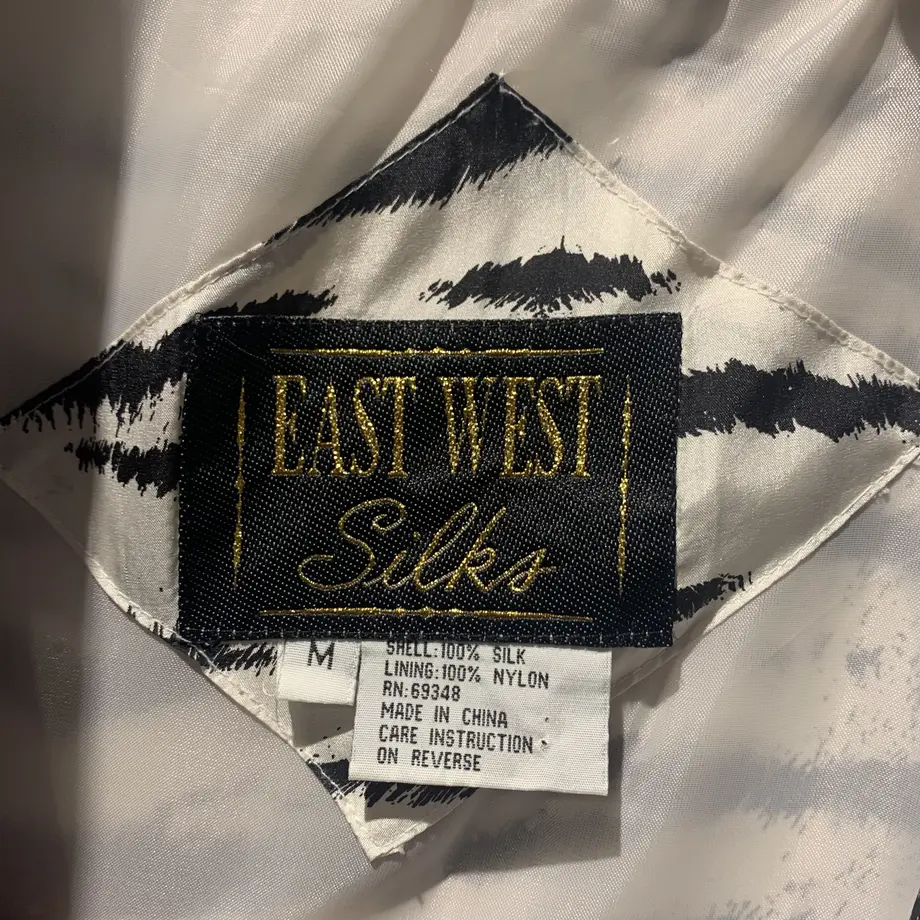 EAST WEST
Silks
M
SHELL:100% SILK
LINING:100% NYLON
RN:69348
MADE IN CHINA
CARE INSTRUCTION
ON REVERSE